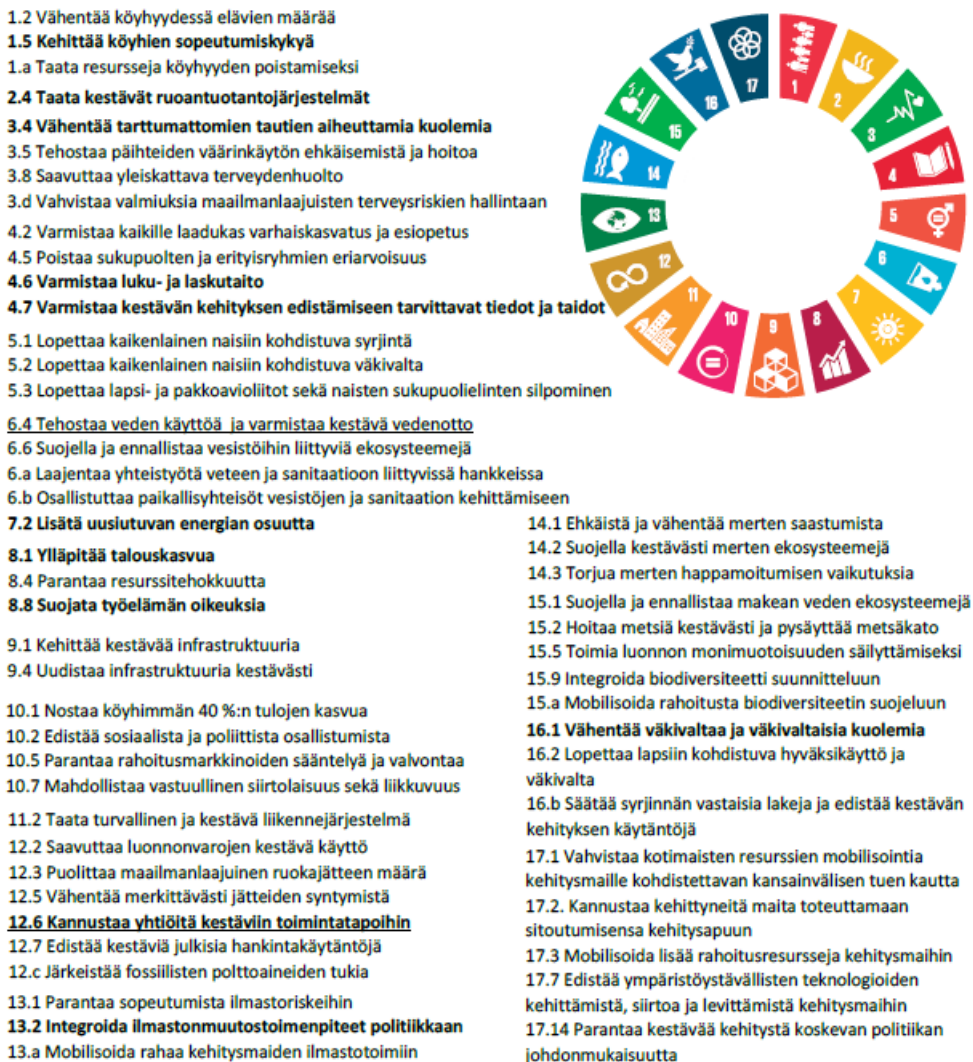 1.2 Vähentää köyhyydessä elävien määrää
1.5 Kehittää köyhien sopeutumiskykyä
1.a Taata resursseja köyhyyden poistamiseksi
2.4 Taata kestävät ruoantuotantojärjestelmät
3.4 Vähentää tarttumattomien tautien aiheuttamia kuolemia
3.5 Tehostaa päihteiden väärinkäytön ehkäisemistä ja hoitoa
3.8 Saavuttaa yleiskattava terveydenhuolto
3.d Vahvistaa valmiuksia maailmanlaajuisten terveysriskien hallintaan
4.2 Varmistaa kaikille laadukas varhaiskasvatus ja esiopetus
4.5 Poistaa sukupuolten ja erityisryhmien eriarvoisuus
4.6 Varmistaa luku- ja laskutaito
4.7 Varmistaa kestävän kehityksen edistämiseen tarvittavat tiedot ja taidot
5.1 Lopettaa kaikenlainen naisiin kohdistuva syrjintä
5.2 Lopettaa kaikenlainen naisiin kohdistuva väkivalta
5.3 Lopettaa lapsi- ja pakkoavioliitot sekä naisten sukupuolielinten silpominen
6.4 Tehostaa veden käyttöä ja varmistaa kestävä vedenotto
6.6 Suojella ja ennallistaa vesistöihin liittyviä ekosysteemejä
6.a Laajentaa yhteistyötä veteen ja sanitaatioon liittyvissä hankkeissa
6.b Osallistuttaa paikallisyhteisöt vesistöjen ja sanitaation kehittämiseen
7.2 Lisätä uusiutuvan energian osuutta
8.1 Ylläpitää talouskasvua
8.4 Parantaa resurssitehokkuutta
8.8 Suojata työelämän oikeuksia
9.1 Kehittää kestävää infrastruktuuria
9.4 Uudistaa infrastruktuuria kestävästi
10.1 Nostaa köyhimmän 40 %:n tulojen kasvua
10.2 Edistää sosiaalista ja poliittista osallistumista
10.5 Parantaa rahoitusmarkkinoiden sääntelyä ja valvontaa
10.7 Mahdollistaa vastuullinen siirtolaisuus sekä liikkuvuus
11.2 Taata turvallinen ja kestävä liikennejärjestelmä
12.2 Saavuttaa luonnonvarojen kestävä käyttö
12.3 Puolittaa maailmanlaajuinen ruokajätteen määrä
12.5 Vähentää merkittävästi jätteiden syntymistä
12.6 Kannustaa yhtiöitä kestäviin toimintatapoihin
12.7 Edistää kestäviä julkisia hankintakäytäntöjä
12.c Järkeistää fossiilisten polttoaineiden tukia
13.1 Parantaa sopeutumista ilmastoriskeihin
13.2 Integroida ilmastonmuutostoimenpiteet politiikkaan
13.a Mobilisoida rahaa kehitysmaiden ilmastotoimiin
14.1 Ehkäistä ja vähentää merten saastumista
14.2 Suojella kestävästi merten ekosysteemejä
14.3 Torjua merten happamoitumisen vaikutuksia
15.1 Suojella ja ennallistaa makean veden ekosysteemejä
15.2 Hoitaa metsiä kestävästi ja pysäyttää metsäkato
15.5 Toimia luonnon monimuotoisuuden säilyttämiseksi
15.9 Integroida biodiversiteetti suunnitteluun
15.a Mobilisoida rahoitusta biodiversiteetin suojeluun
16.1 Vähentää väkivaltaa ja väkivaltaisia kuolemia
16.2 Lopettaa lapsiin kohdistuva hyväksikäyttö ja
väkivalta
16.b Säätää syrjinnän vastaisia lakeja ja edistää kestävän
kehityksen käytäntöjä
17.1 Vahvistaa kotimaisten resurssien mobilisointia
kehitysmaille kohdistettavan kansainvälisen tuen kautta
17.2. Kannustaa kehittyneitä maita toteuttamaan
sitoutumisensa kehitysapuun
17.3 Mobilisoida lisää rahoitusresursseja kehitysmaihin
17.7 Edistää ympäristöystävällisten teknologioiden
kehittämistä, siirtoa ja levittämistä kehitysmaihin
17.14 Parantaa kestävää kehitystä koskevan politiikan
johdonmukaisuutta
1
2
3
4
5
6
7
8
9
10
11
12
13
14
15
16
17